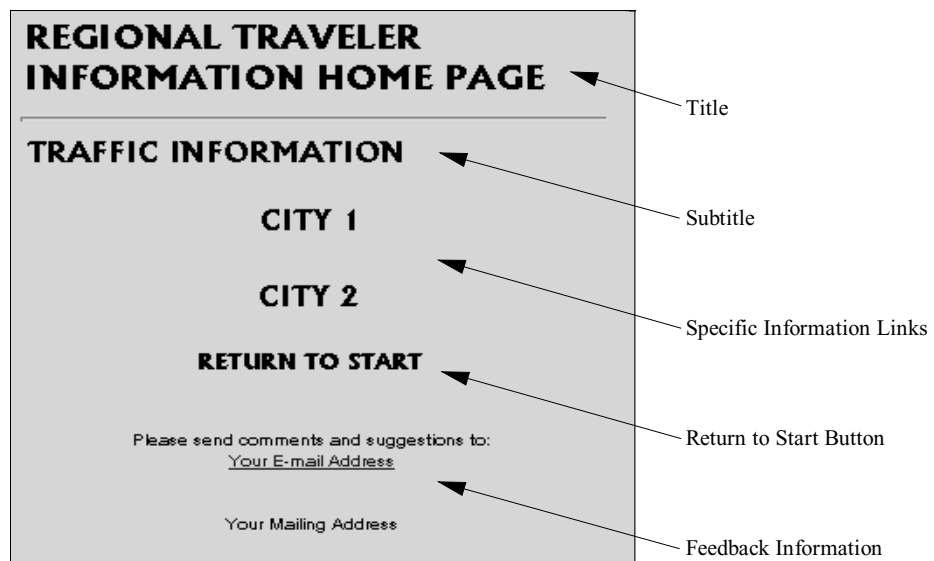 REGIONAL TRAVELER
INFORMATION HOME PAGE
Title
TRAFFIC INFORMATION
Subtitle
CITY 1
CITY 2
Specific Information Links
RETURN TO START
Return to Start Button
Please send comments and suggestions to:
Your E-mail Address
Your Mailing Address
Feedback Information